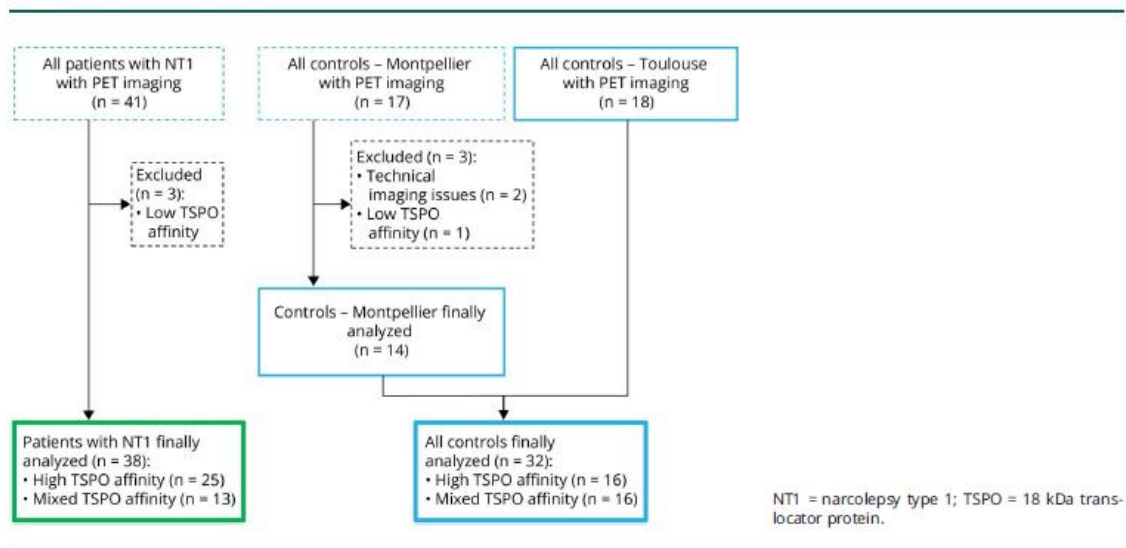 All patients with NT1
with PET imaging
(n = 41)
All controls – Montpellier
with PET imaging
(n = 17)
All controls – Toulouse
with PET imaging
(n = 18)
Excluded
(n = 3):
• Low TSPO
affinity
Excluded (n = 3):
• Technical
imaging issues (n = 2)
• Low TSPO
affinity (n = 1)
Controls – Montpellier finally
analyzed
(n = 14)
Patients with NT1 finally
analyzed (n = 38):
• High TSPO affinity (n = 25)
• Mixed TSPO affinity (n = 13)
All controls finally
analyzed (n = 32):
• High TSPO affinity (n = 16)
• Mixed TSPO affinity (n = 16)
NT1 = narcolepsy type 1; TSPO = 18 kDa trans-
locator protein.